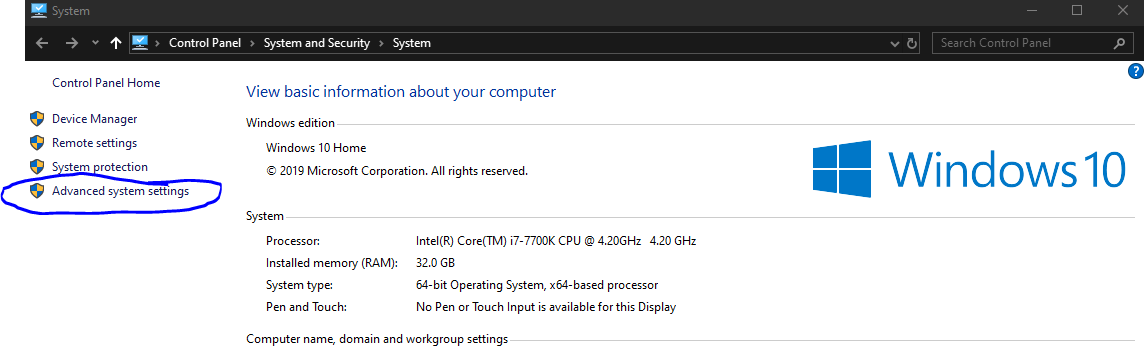 System
Control Panel System and Security System
Search Control Panel
Control Panel Home
Device Manager
Remote settings
System protection
Advanced system settings
?
View basic information about your computer
Windows edition
Windows 10 Home
© 2019 Microsoft Corporation. All rights reserved.
Windows 10
System
Processor: Intel(R) Core(TM) i7-7700K CPU @ 4.20GHz 4.20 GHz
Installed memory (RAM): 32.0 GB
System type: 64-bit Operating System, x64-based processor
Pen and Touch: No Pen or Touch Input is available for this Display
Computer name, domain and workgroup settings